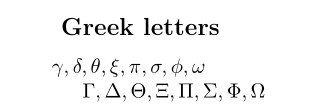 Greek letters
γ, δ, θ, ξ, π, σ, ϕ, ω
Γ, Δ, Θ, Ξ, Π, Σ, Φ, Ω